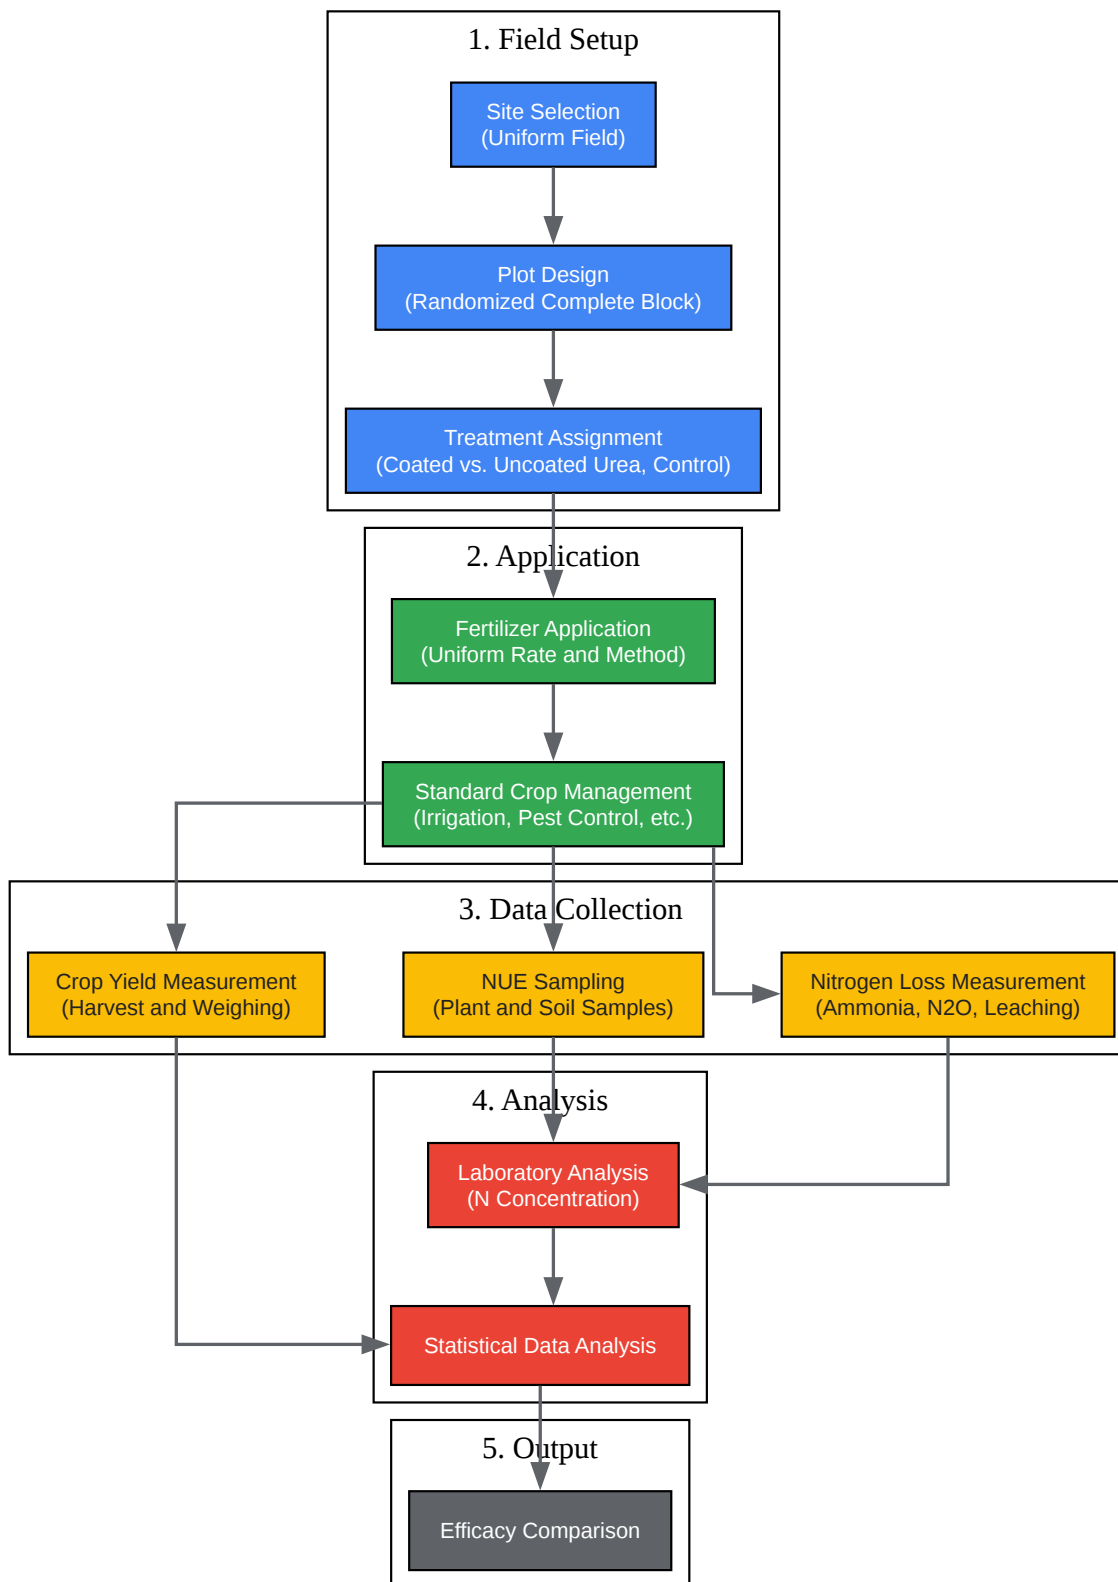 1. Field Setup
Site Selection
(Uniform Field)
Plot Design
(Randomized Complete Block)
Treatment Assignment
(Coated vs. Uncoated Urea, Control)
2. Application
Fertilizer Application
(Uniform Rate and Method)
Standard Crop Management
(Irrigation, Pest Control, etc.)
3. Data Collection
Crop Yield Measurement
(Harvest and Weighing)
NUE Sampling
(Plant and Soil Samples)
Nitrogen Loss Measurement
(Ammonia, N2O, Leaching)
4. Analysis
Laboratory Analysis
(N Concentration)
Statistical Data Analysis
5. Output
Efficacy Comparison